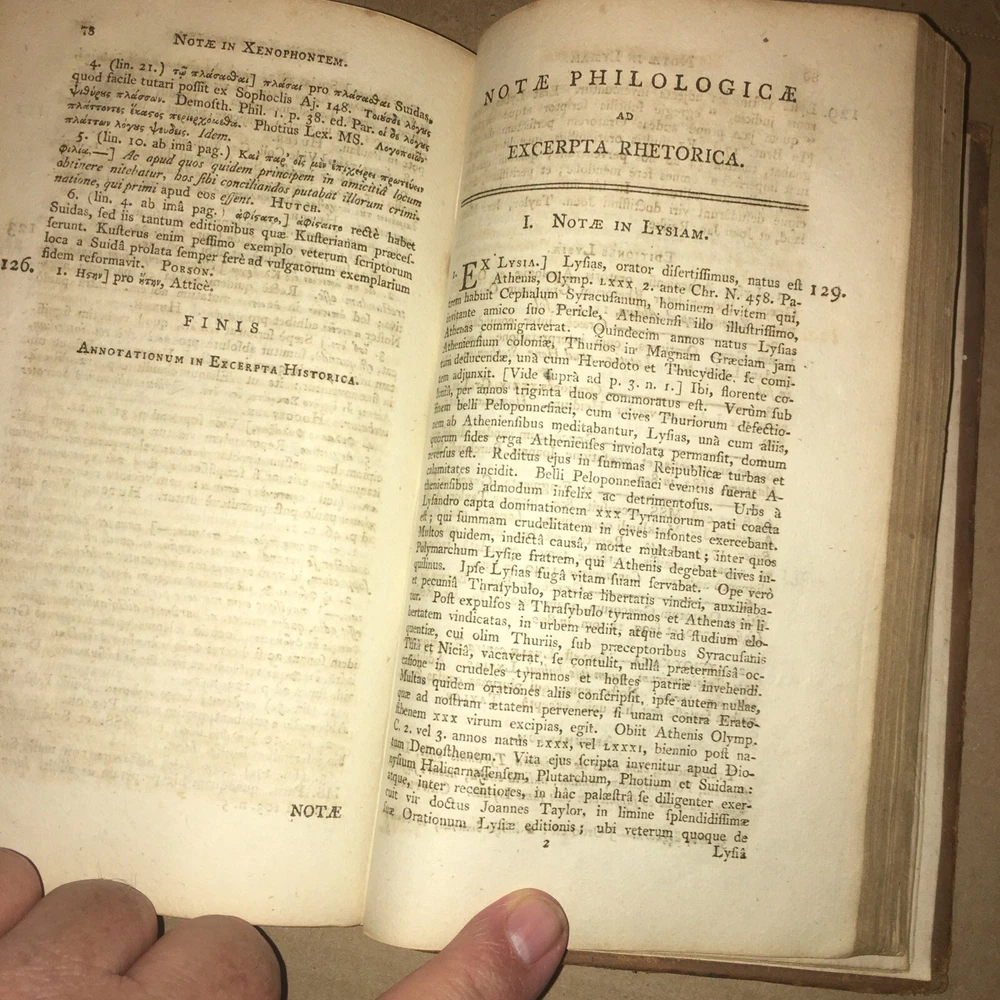 78
NOTÆ IN XENOPHONTEM.
4. (lin. 21.) τῷ πλάσασθαι] πλάσαι pro πλάσασθαι Suidas,
quod facile tutari poſſit ex Sophoclis Aj. 148. Τοιούσδε λόγους
ψιθύρους πλάσσων. Demoſth. Phil. 1. p. 38. ed. Par. οἱ δὲ λόγους
πλάττοντες ἕκαστος περιερχόμεθα. Photius Lex. MS. Λογοποιεῖν·
πλάττειν λόγους ψευδεῖς. Idem.
5. (lin. 10. ab imâ pag.) Καὶ παρ' οἷς μὲν ἐπιχείρει πρωτεύειν
φιλίᾳ.—] Ac apud quos quidem principem in amicitiâ locum
obtinere nitebatur, hos ſibi conciliandos putabat illorum crimi-
natione, qui primi apud eos eſſent. HUTCH.
6. (lin. 4. ab imâ pag.) ἀφίσατο,] ἀφίσατο rectè habet
Suidas, ſed iis tantum editionibus quæ Kuſterianam præceſ-
ſerunt. Kuſterus enim peſſimo exemplo veterum ſcriptorum
loca a Suidâ prolata ſemper ferè ad vulgatorum exemplarium
fidem reformavit. PORSON.
126.
1. Ησην] pro ἤτην, Atticè.
FINIS
ANNOTATIONUM IN EXCERPTA HISTORICA.
NOTÆ
NOTÆ PHILOLOGICÆ
AD
EXCERPTA RHETORICA.
I. NOTÆ IN LYSIAM.
1. EX LYSIA.] Lyſias, orator diſertiſſimus, natus eſt
129.
Athenis, Olymp. LXXX 2. ante Chr. N. 458. Pa-
trem habuit Cephalum Syracuſanum, hominem divitem qui,
invitante amico ſuo Pericle, Athenienſi illo illuſtriſſimo,
Athenas commigraverat. Quindecim annos natus Lyſias
Athenienſium coloniæ, Thurios in Magnam Græciam jam
tum deducendæ, unà cum Herodoto et Thucydide. ſe comi-
tem adjunxit. [Vide ſuprà ad p. 3. n. 1.] Ibi, florente co-
loniâ, per annos triginta duos commoratus eſt. Verùm ſub
finem belli Peloponneſiaci, cum cives Thuriorum defectio-
nem ab Athenienſibus meditabantur, Lyſias, unà cum aliis,
quorum fides erga Athenienſes inviolata permanſit, domum
reverſus eſt. Reditus ejus in ſummas Reipublicæ turbas et
calamitates incidit. Belli Peloponneſiaci eventus fuerat A-
thenienſibus admodum infelix ac detrimentoſus. Urbs à
Lyſandro capta dominationem XXX Tyrannorum pati coacta
eſt; qui ſummam crudelitatem in cives inſontes exercebant.
Multos quidem, indictâ cauſâ, morte multabant; inter quos
Polymarchum Lyſiæ fratrem, qui Athenis degebat dives in-
quilinus. Ipſe Lyſias fugâ vitam ſuam ſervabat. Ope verò
et pecuniâ Thraſybulo, patriæ libertatis vindici, auxiliaba-
tur. Poſt expulſos à Thraſybulo tyrannos et Athenas in li-
bertatem vindicatas, in urbem rediit, atque ad ſtudium elo-
quentiæ, cui olim Thuriis, ſub præceptoribus Syracuſanis
Tiſiâ et Niciâ, vacaverat, ſe contulit, nullâ prætermiſſâ oc-
caſione in crudeles tyrannos et hoſtes patriæ invehendi.
Multas quidem orationes aliis conſcripſit, ipſe autem nullas,
quæ ad noſtram ætatem pervenere, ſi unam contra Erato-
ſthenem XXX virum excipias, egit. Obiit Athenis Olymp.
C. 2. vel 3. annos natus LXXX, vel LXXXI, biennio poſt na-
tum Demoſthenem. Vita ejus ſcripta invenitur apud Dio-
nyſium Halicarnaſſenſem, Plutarchum, Photium et Suidam:
atque, inter recentiores, in hâc palæſtrâ ſe diligenter exer-
cuit vir doctus Joannes Taylor, in limine ſplendidiſſimæ
ſuæ Orationum Lyſiæ editionis; ubi veterum quoque de
2
Lyſiâ